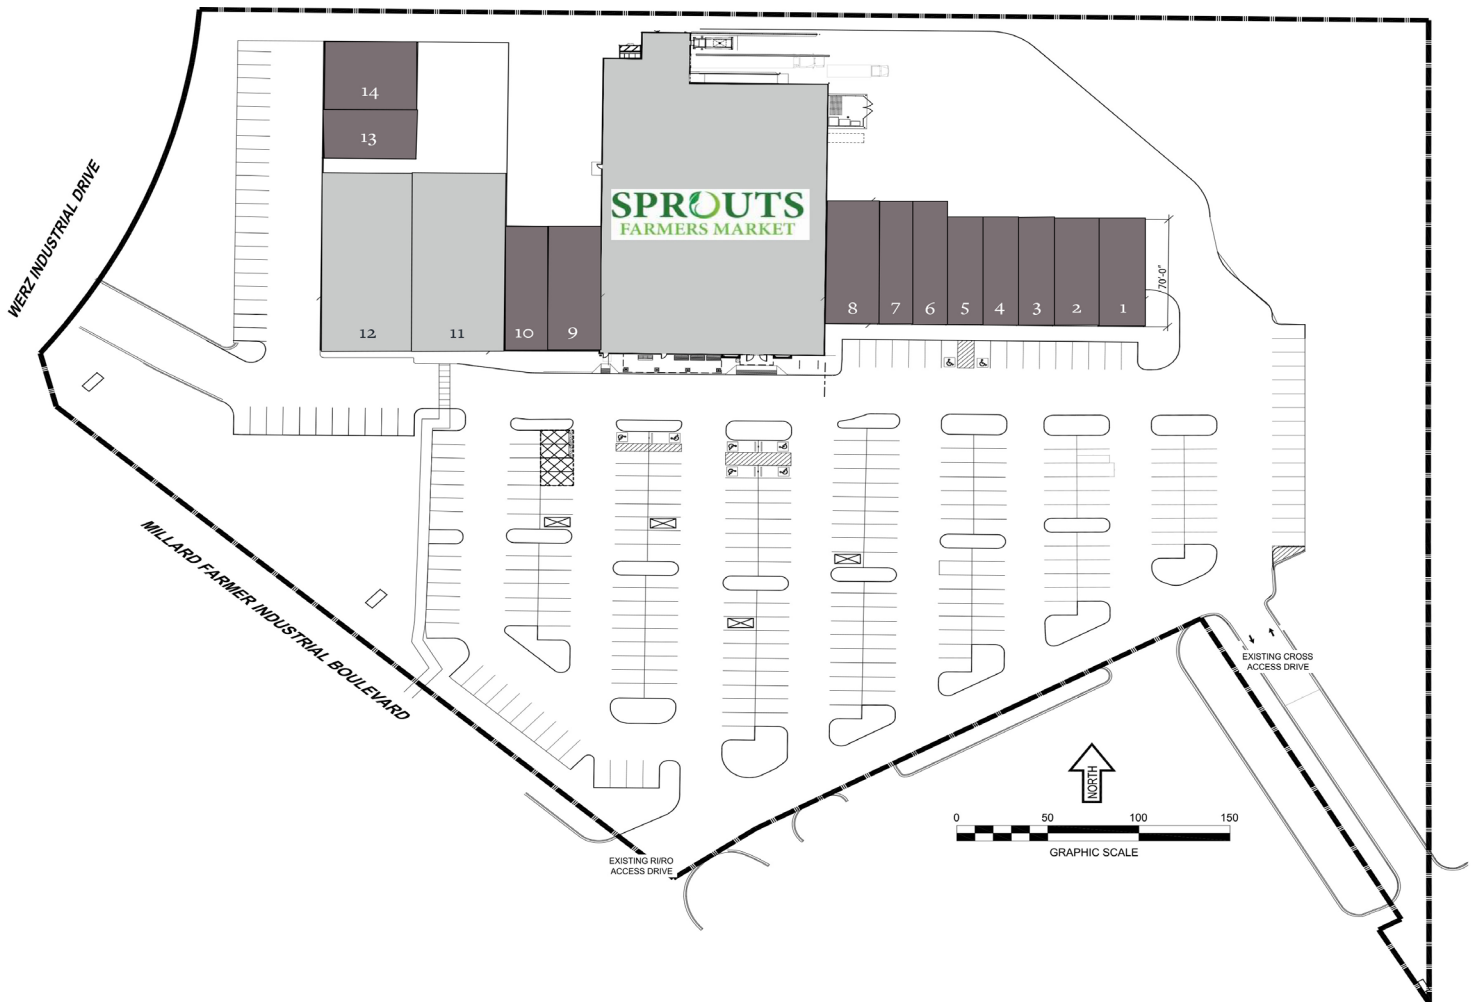 14
13
WERZ INDUSTRIAL DRIVE
SPROUTS
FARMERS MARKET
12
11
10
9
8
7
6
5
4
3
2
1
70'-0"
MILLARD FARMER INDUSTRIAL BOULEVARD
EXISTING CROSS
ACCESS DRIVE
NORTH
0 50 100 150
GRAPHIC SCALE
EXISTING RI/RO
ACCESS DRIVE